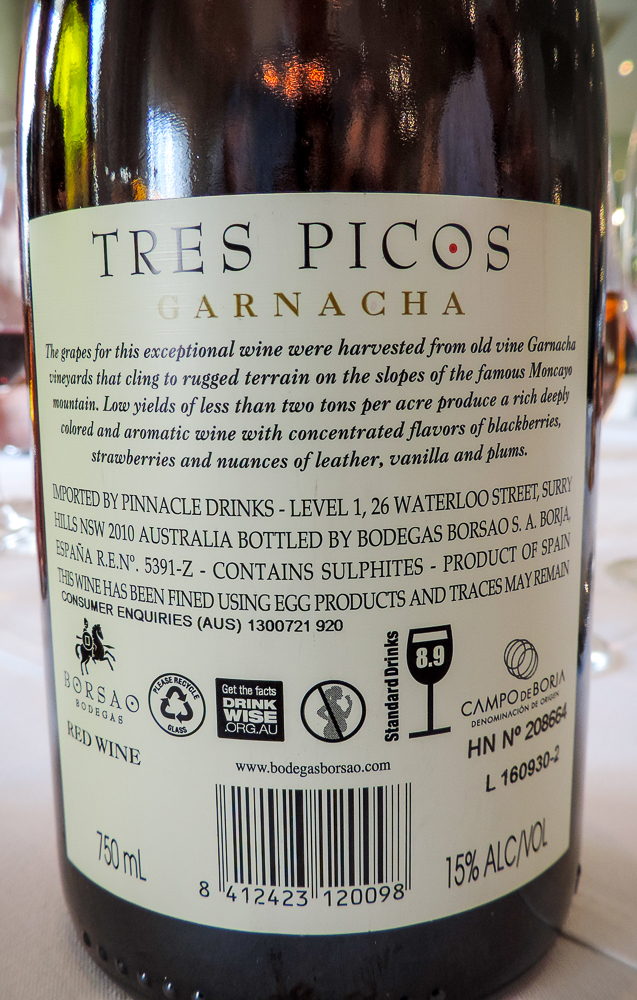 TRES PICOS
GARNACHA
The grapes for this exceptional wine were harvested from old vine Garnacha
vineyards that cling to rugged terrain on the slopes of the famous Moncayo
mountain. Low yields of less than two tons per acre produce a rich deeply
colored and aromatic wine with concentrated flavors of blackberries,
strawberries and nuances of leather, vanilla and plums.
IMPORTED BY PINNACLE DRINKS - LEVEL 1, 26 WATERLOO STREET, SURRY
HILLS NSW 2010 AUSTRALIA BOTTLED BY BODEGAS BORSAO S. A. BORJA,
ESPAÑA R.E.Nº. 5391-Z - CONTAINS SULPHITES - PRODUCT OF SPAIN
THIS WINE HAS BEEN FINED USING EGG PRODUCTS AND TRACES MAY REMAIN
CONSUMER ENQUIRIES (AUS) 1300721 920
BORSAO
BODEGAS
RED WINE
PLEASE RECYCLE
GLASS
Get the facts
DRINK
WISE
.ORG.AU
Standard Drinks
8.9
CAMPO DE BORJA
DENOMINACIÓN DE ORIGEN
HN Nº 208664
L 160930-2
www.bodegasborsao.com
750 mL
8 412423 120098
15% ALC/VOL